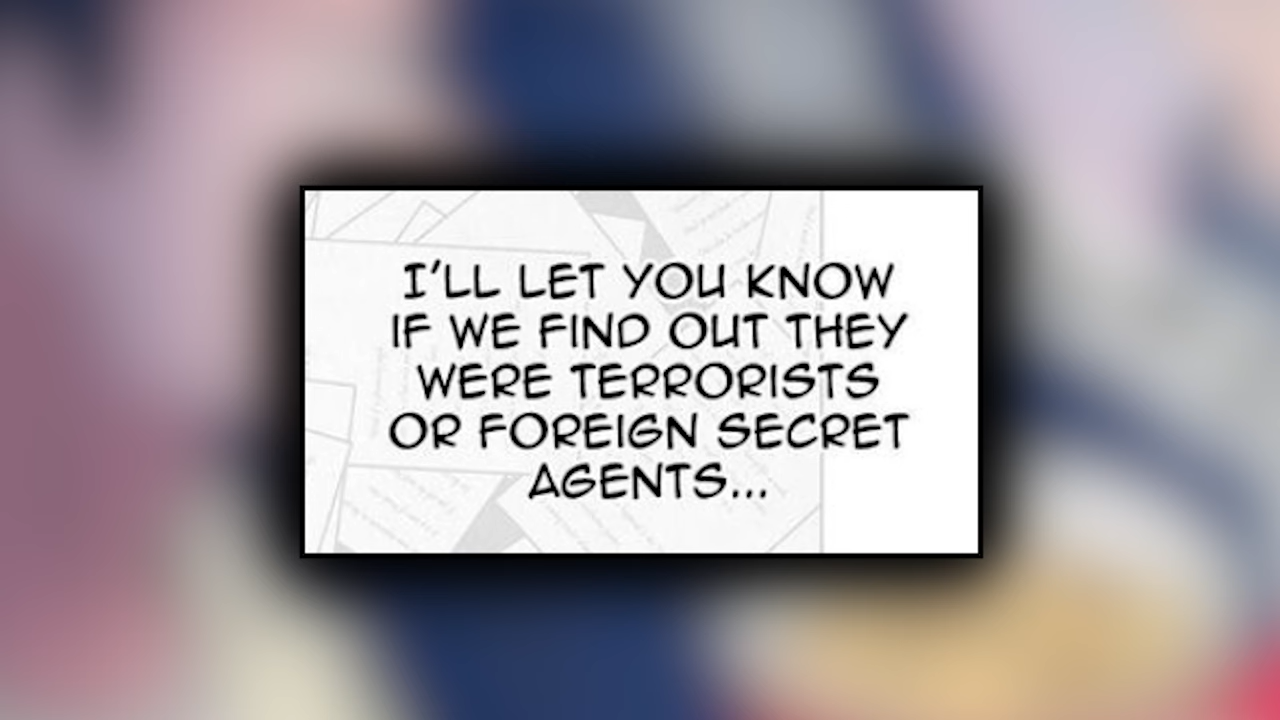 I'LL LET YOU KNOW
IF WE FIND OUT THEY
WERE TERRORISTS
OR FOREIGN SECRET
AGENTS...